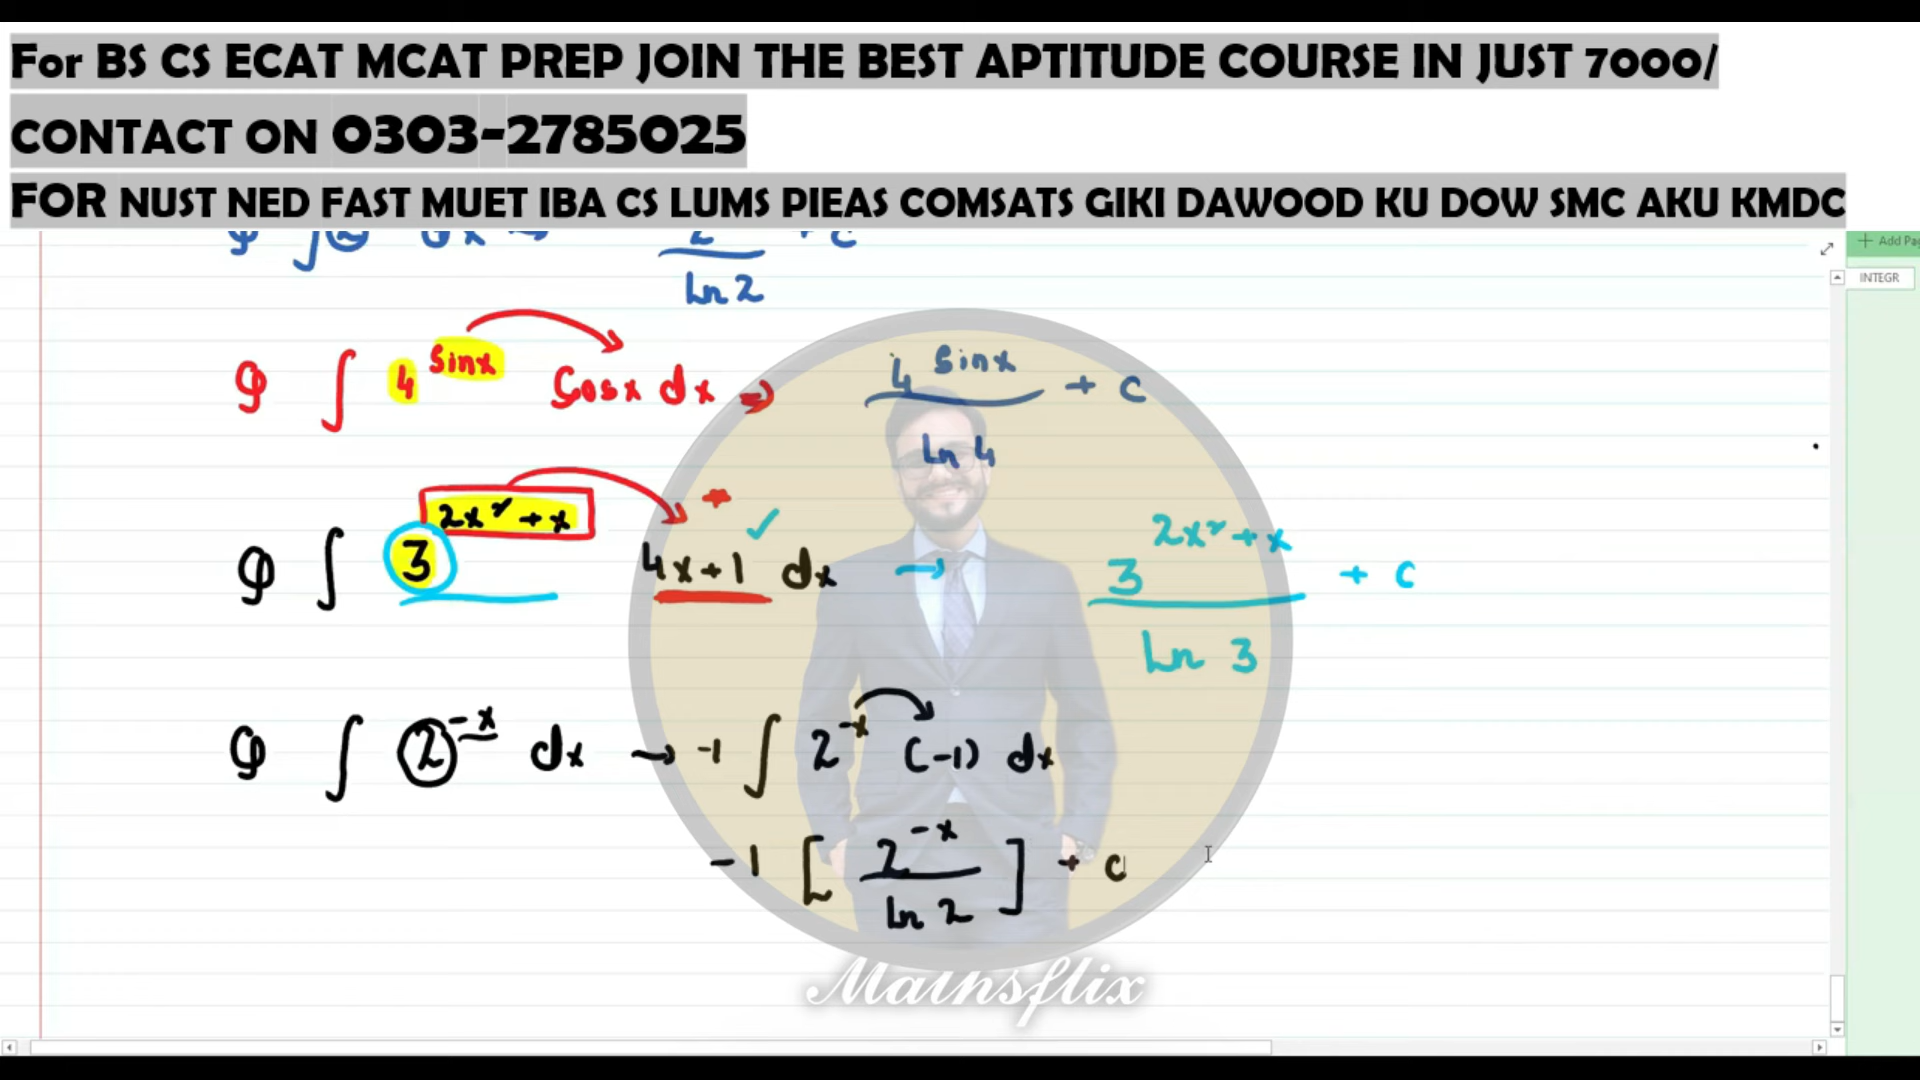 For BS CS ECAT MCAT PREP JOIN THE BEST APTITUDE COURSE IN JUST 7000/
CONTACT ON 0303-2785025
FOR NUST NED FAST MUET IBA CS LUMS PIEAS COMSATS GIKI DAWOOD KU DOW SMC AKU KMDC
Add Pag
INTEGR
ln 2
φ ∫ 4^sinx cosx dx ⇒ 4^sinx / ln 4 + c
φ ∫ 3^(2x²+x) 4x+1 dx → 3^(2x²+x) / ln 3 + c
φ ∫ 2^-x dx → -1 ∫ 2^-x (-1) dx
-1 [ 2^-x / ln 2 ] + c
Mainsflix